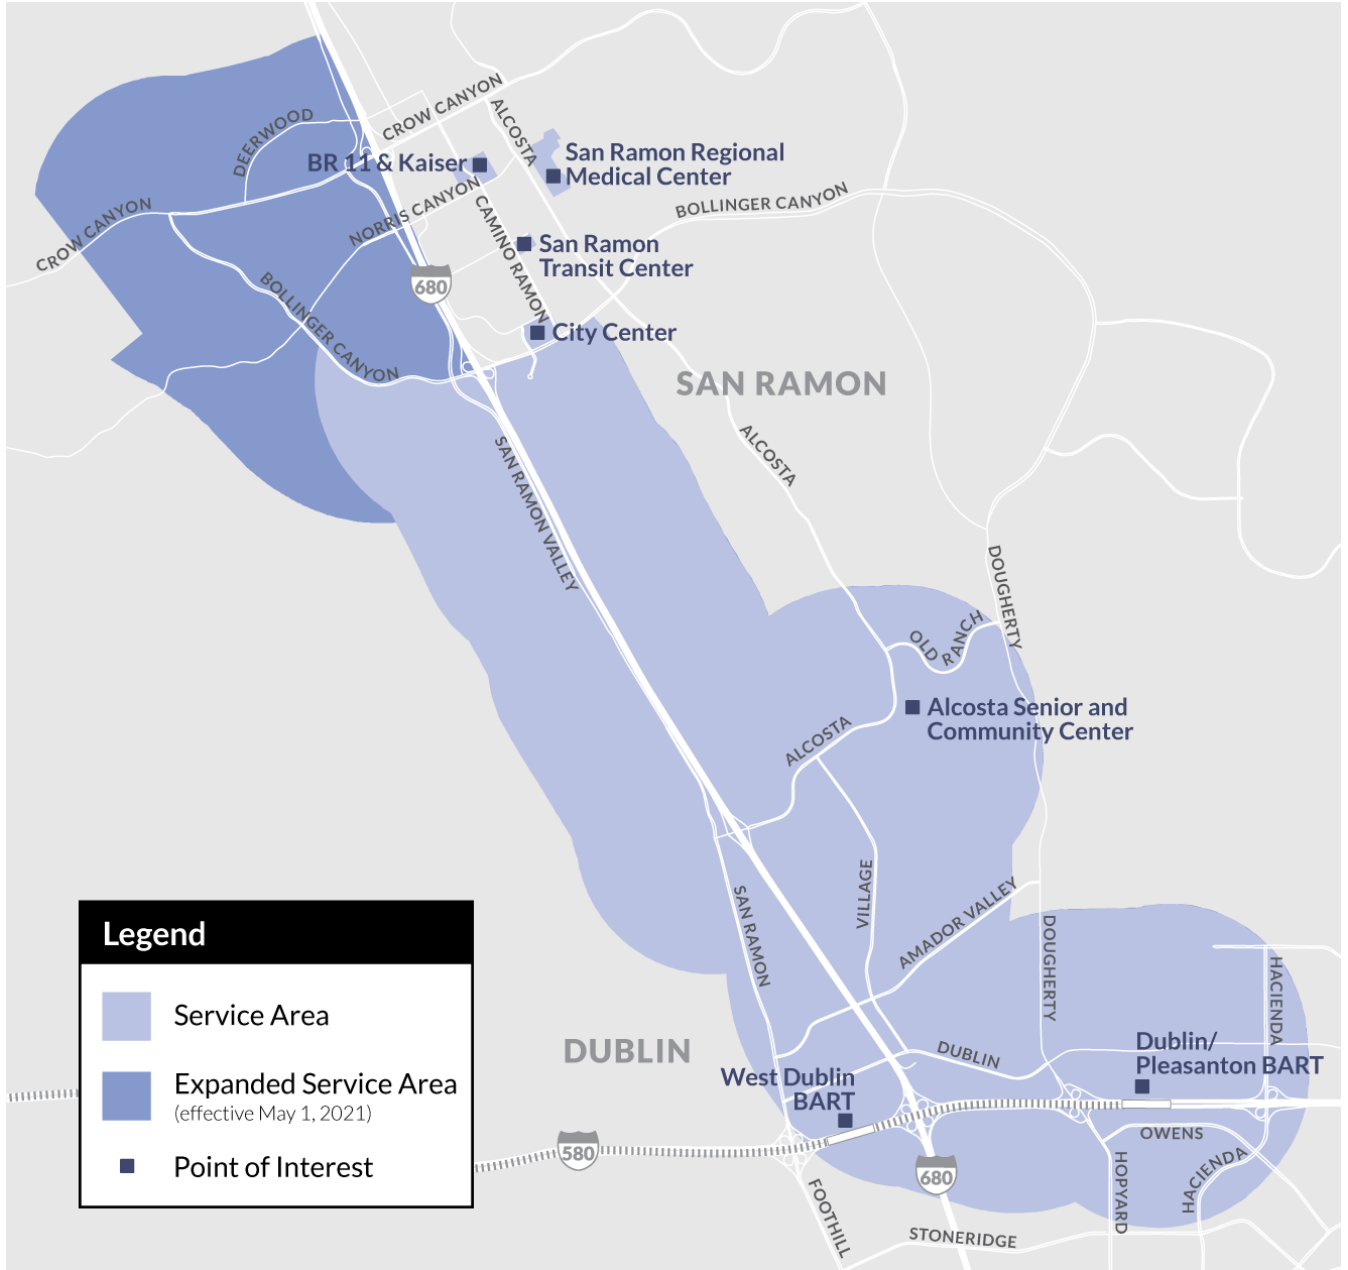 CROW CANYON
ALCOSTA
DEERWOOD
San Ramon Regional
Medical Center
BR 11 & Kaiser
BOLLINGER CANYON
NORRIS CANYON
CAMINO RAMON
CROW CANYON
San Ramon
Transit Center
680
BOLLINGER CANYON
City Center
SAN RAMON
ALCOSTA
SAN RAMON VALLEY
DOUGHERTY
OLD RANCH
Alcosta Senior and
Community Center
ALCOSTA
VILLAGE
SAN RAMON
AMADOR VALLEY
DOUGHERTY
HACIENDA
DUBLIN
DUBLIN
Dublin/
Pleasanton BART
West Dublin
BART
OWENS
580
680
HOPYARD
HACIENDA
FOOTHILL
STONERIDGE
Legend
Service Area
Expanded Service Area
(effective May 1, 2021)
Point of Interest